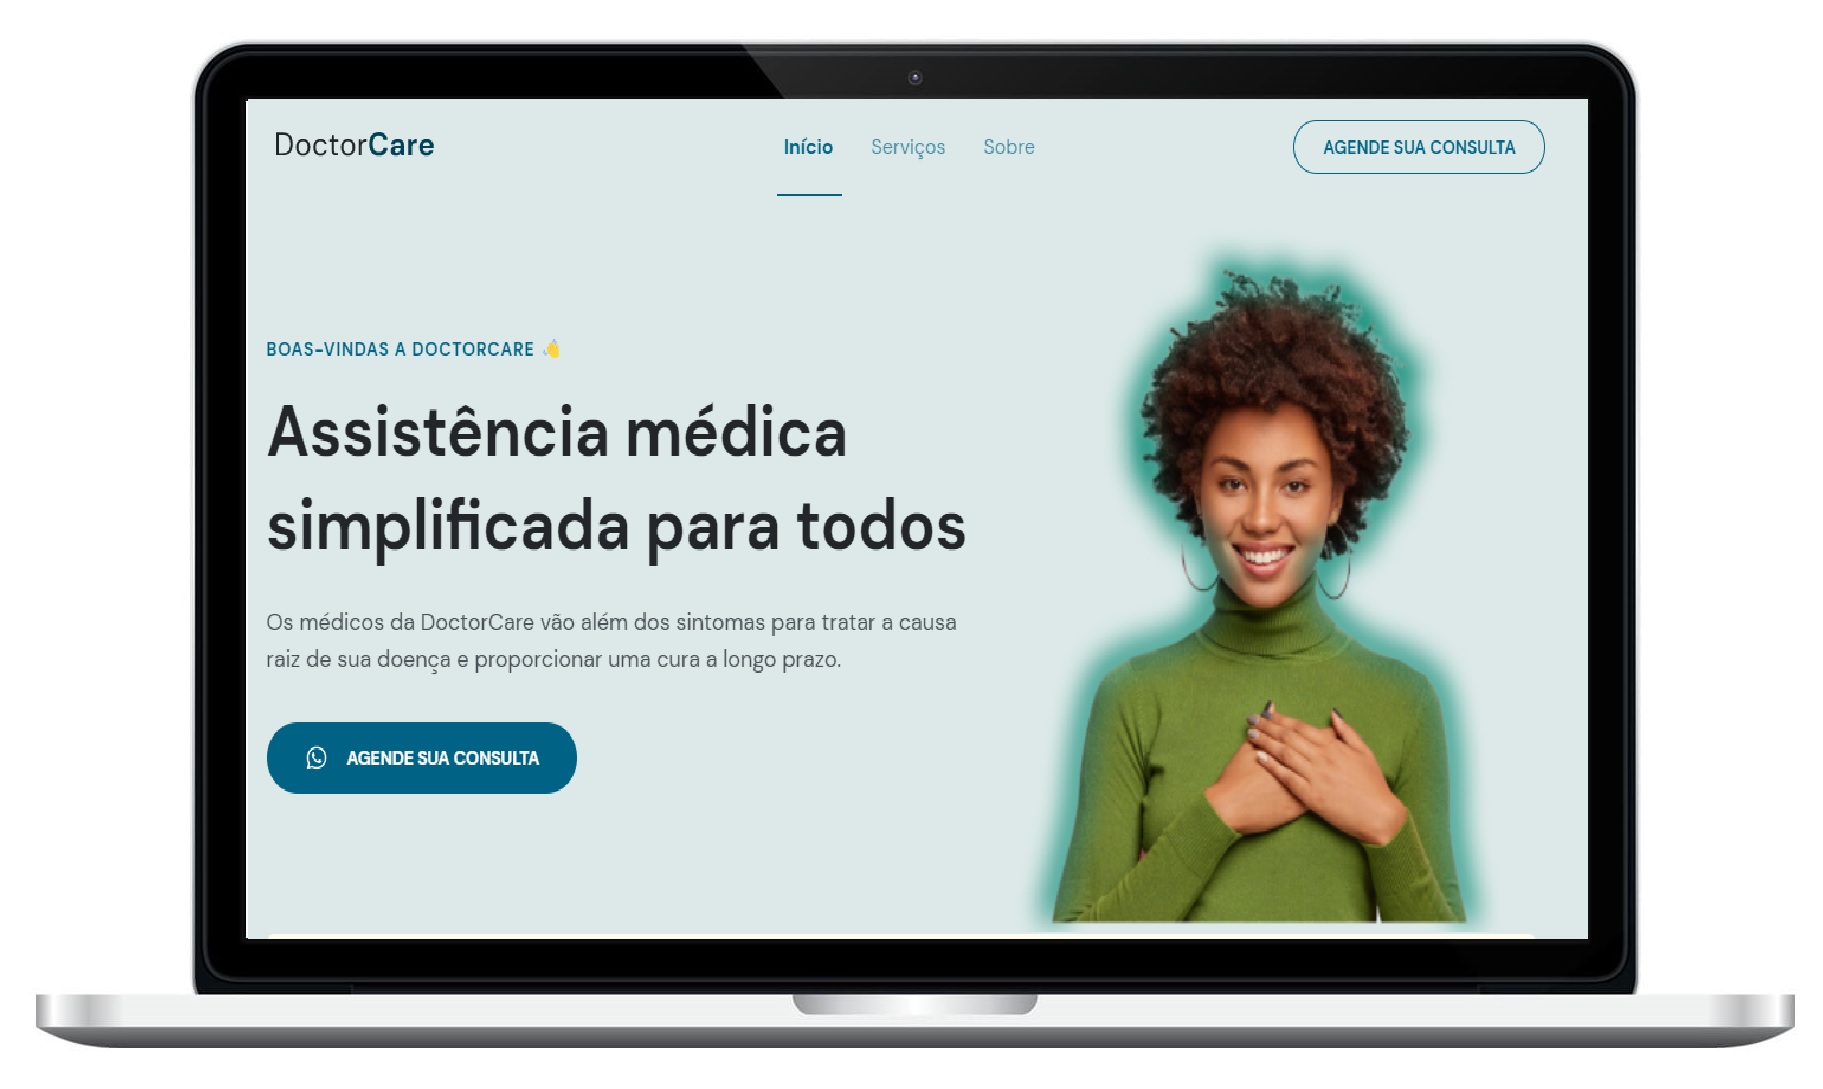 DoctorCare
Início Serviços Sobre
AGENDE SUA CONSULTA
BOAS-VINDAS A DOCTORCARE 👋
Assistência médica
simplificada para todos
Os médicos da DoctorCare vão além dos sintomas para tratar a causa
raiz de sua doença e proporcionar uma cura a longo prazo.
AGENDE SUA CONSULTA